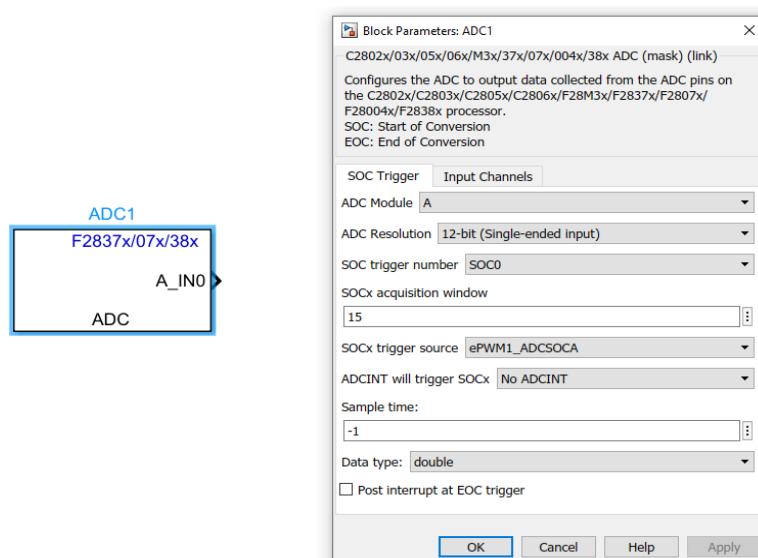 ADC1
F2837x/07x/38x
A_IN0
ADC
Block Parameters: ADC1
C2802x/03x/05x/06x/M3x/37x/07x/004x/38x ADC (mask) (link)
Configures the ADC to output data collected from the ADC pins on
the C2802x/C2803x/C2805x/C2806x/F28M3x/F2837x/F2807x/
F28004x/F2838x processor.
SOC: Start of Conversion
EOC: End of Conversion
SOC Trigger Input Channels
ADC Module A
ADC Resolution 12-bit (Single-ended input)
SOC trigger number SOC0
SOCx acquisition window
15
SOCx trigger source ePWM1_ADCSOCA
ADCINT will trigger SOCx No ADCINT
Sample time:
-1
Data type: double
Post interrupt at EOC trigger
OK Cancel Help Apply